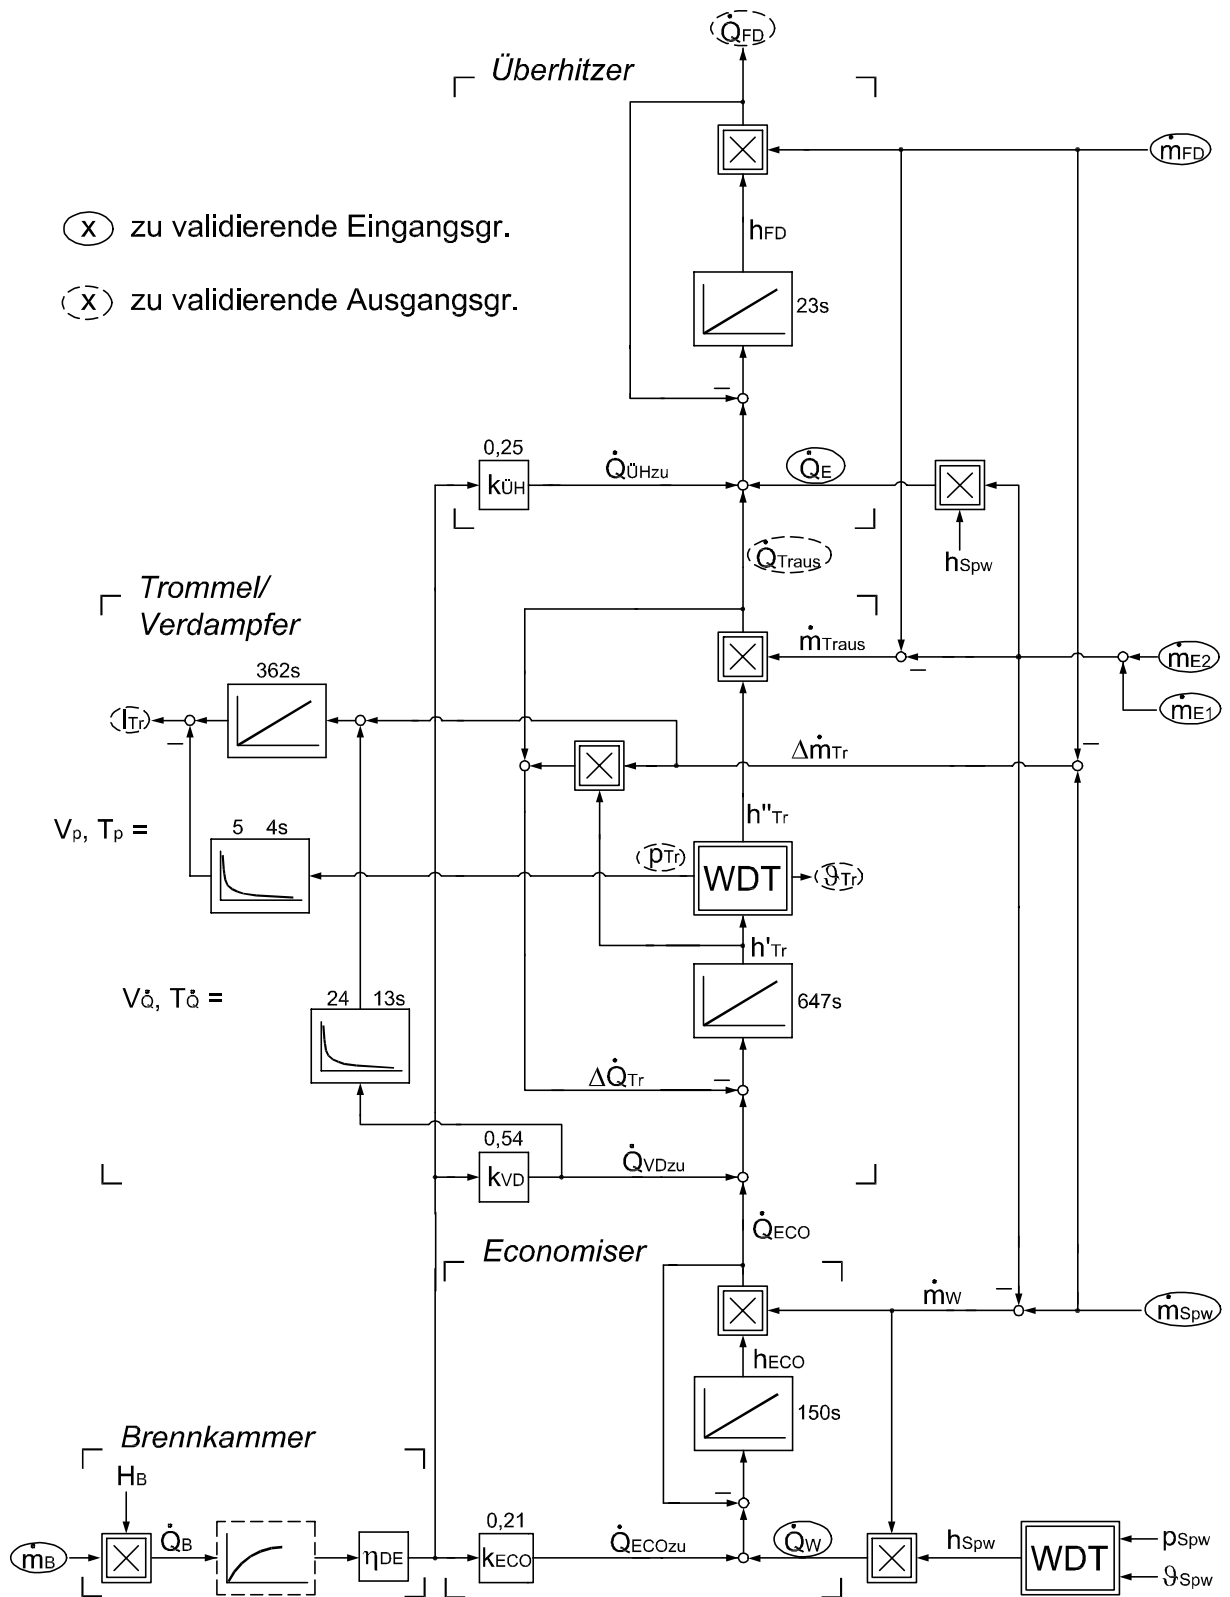 Q̇FD
Überhitzer
ṁFD
x zu validierende Eingangsgr.
hFD
x zu validierende Ausgangsgr.
23s
−
0,25
kÜH
Q̇ÜHzu
Q̇E
hSpw
Q̇Traus
Trommel/
Verdampfer
ṁTraus
−
ṁE2
362s
ṁE1
lTr
−
ΔṁTr
−
h''Tr
Vp, Tp =
5 4s
pTr
WDT
ϑTr
h'Tr
VQ̇, TQ̇ =
24 13s
647s
ΔQ̇Tr
−
0,54
kVD
Q̇VDzu
Q̇ECO
Economiser
−
ṁW
ṁSpw
hECO
150s
Brennkammer
HB
−
0,21
ṁB
Q̇B
ηDE
kECO
Q̇ECOzu
Q̇W
hSpw
WDT
pSpw
ϑSpw